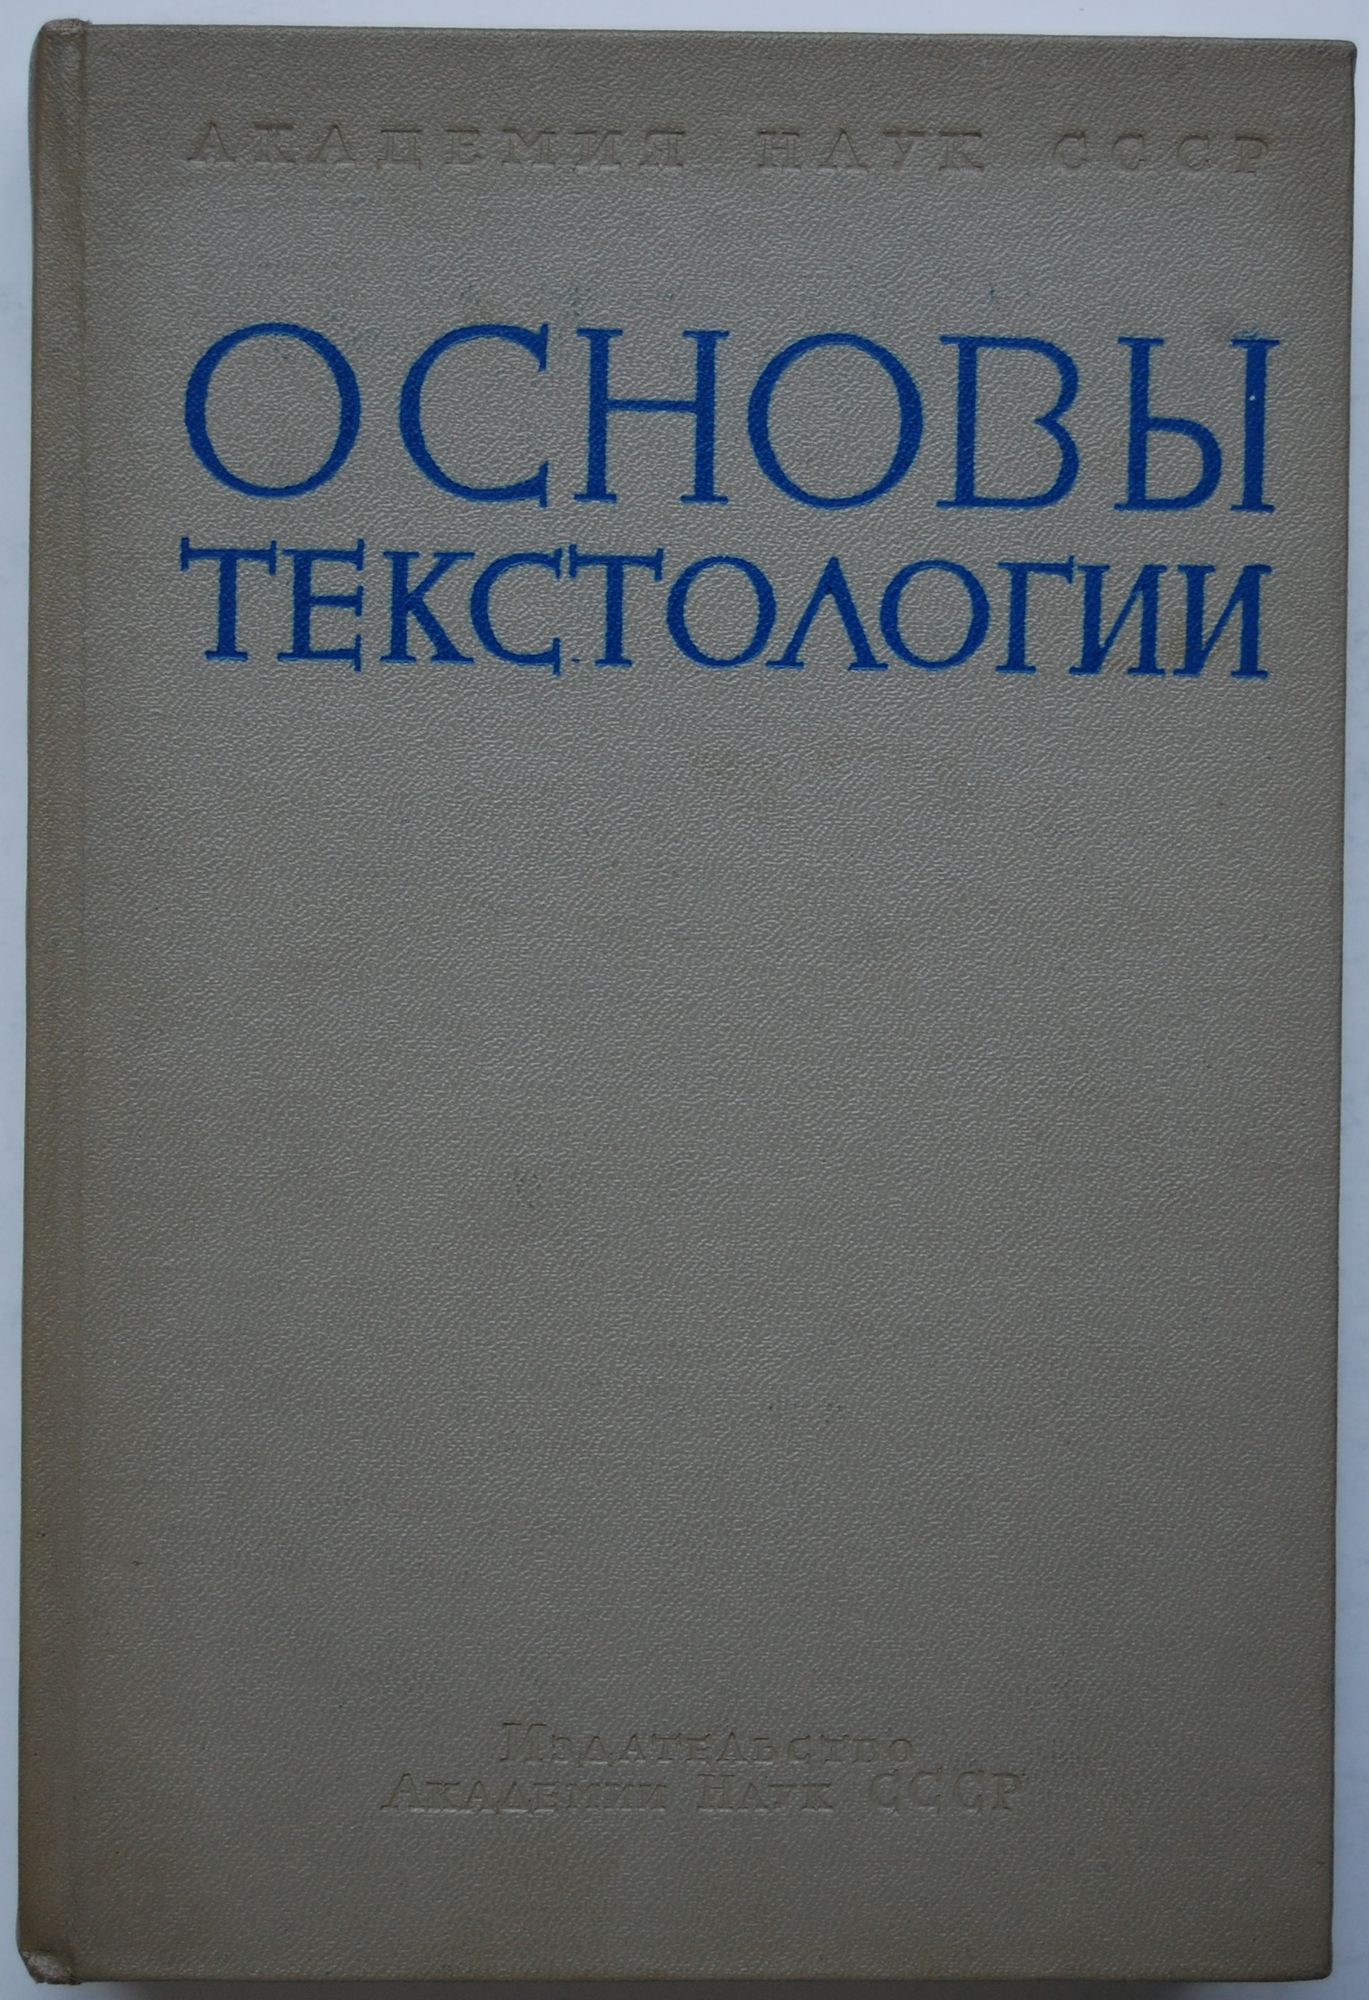 АКАДЕМИЯ НАУК СССР
ОСНОВЫ
ТЕКСТОЛОГИИ
ИЗДАТЕЛЬСТВО
АКАДЕМИИ НАУК СССР